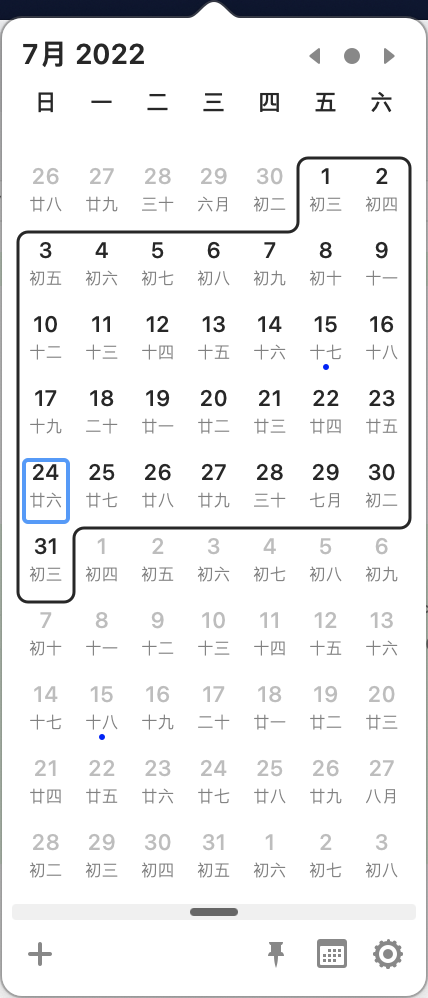 7月 2022
日 一 二 三 四 五 六
26 27 28 29 30 1 2
廿八 廿九 三十 六月 初二 初三 初四
3 4 5 6 7 8 9
初五 初六 初七 初八 初九 初十 十一
10 11 12 13 14 15 16
十二 十三 十四 十五 十六 十七 十八
17 18 19 20 21 22 23
十九 二十 廿一 廿二 廿三 廿四 廿五
24 25 26 27 28 29 30
廿六 廿七 廿八 廿九 三十 七月 初二
31 1 2 3 4 5 6
初三 初四 初五 初六 初七 初八 初九
7 8 9 10 11 12 13
初十 十一 十二 十三 十四 十五 十六
14 15 16 17 18 19 20
十七 十八 十九 二十 廿一 廿二 廿三
21 22 23 24 25 26 27
廿四 廿五 廿六 廿七 廿八 廿九 八月
28 29 30 31 1 2 3
初二 初三 初四 初五 初六 初七 初八